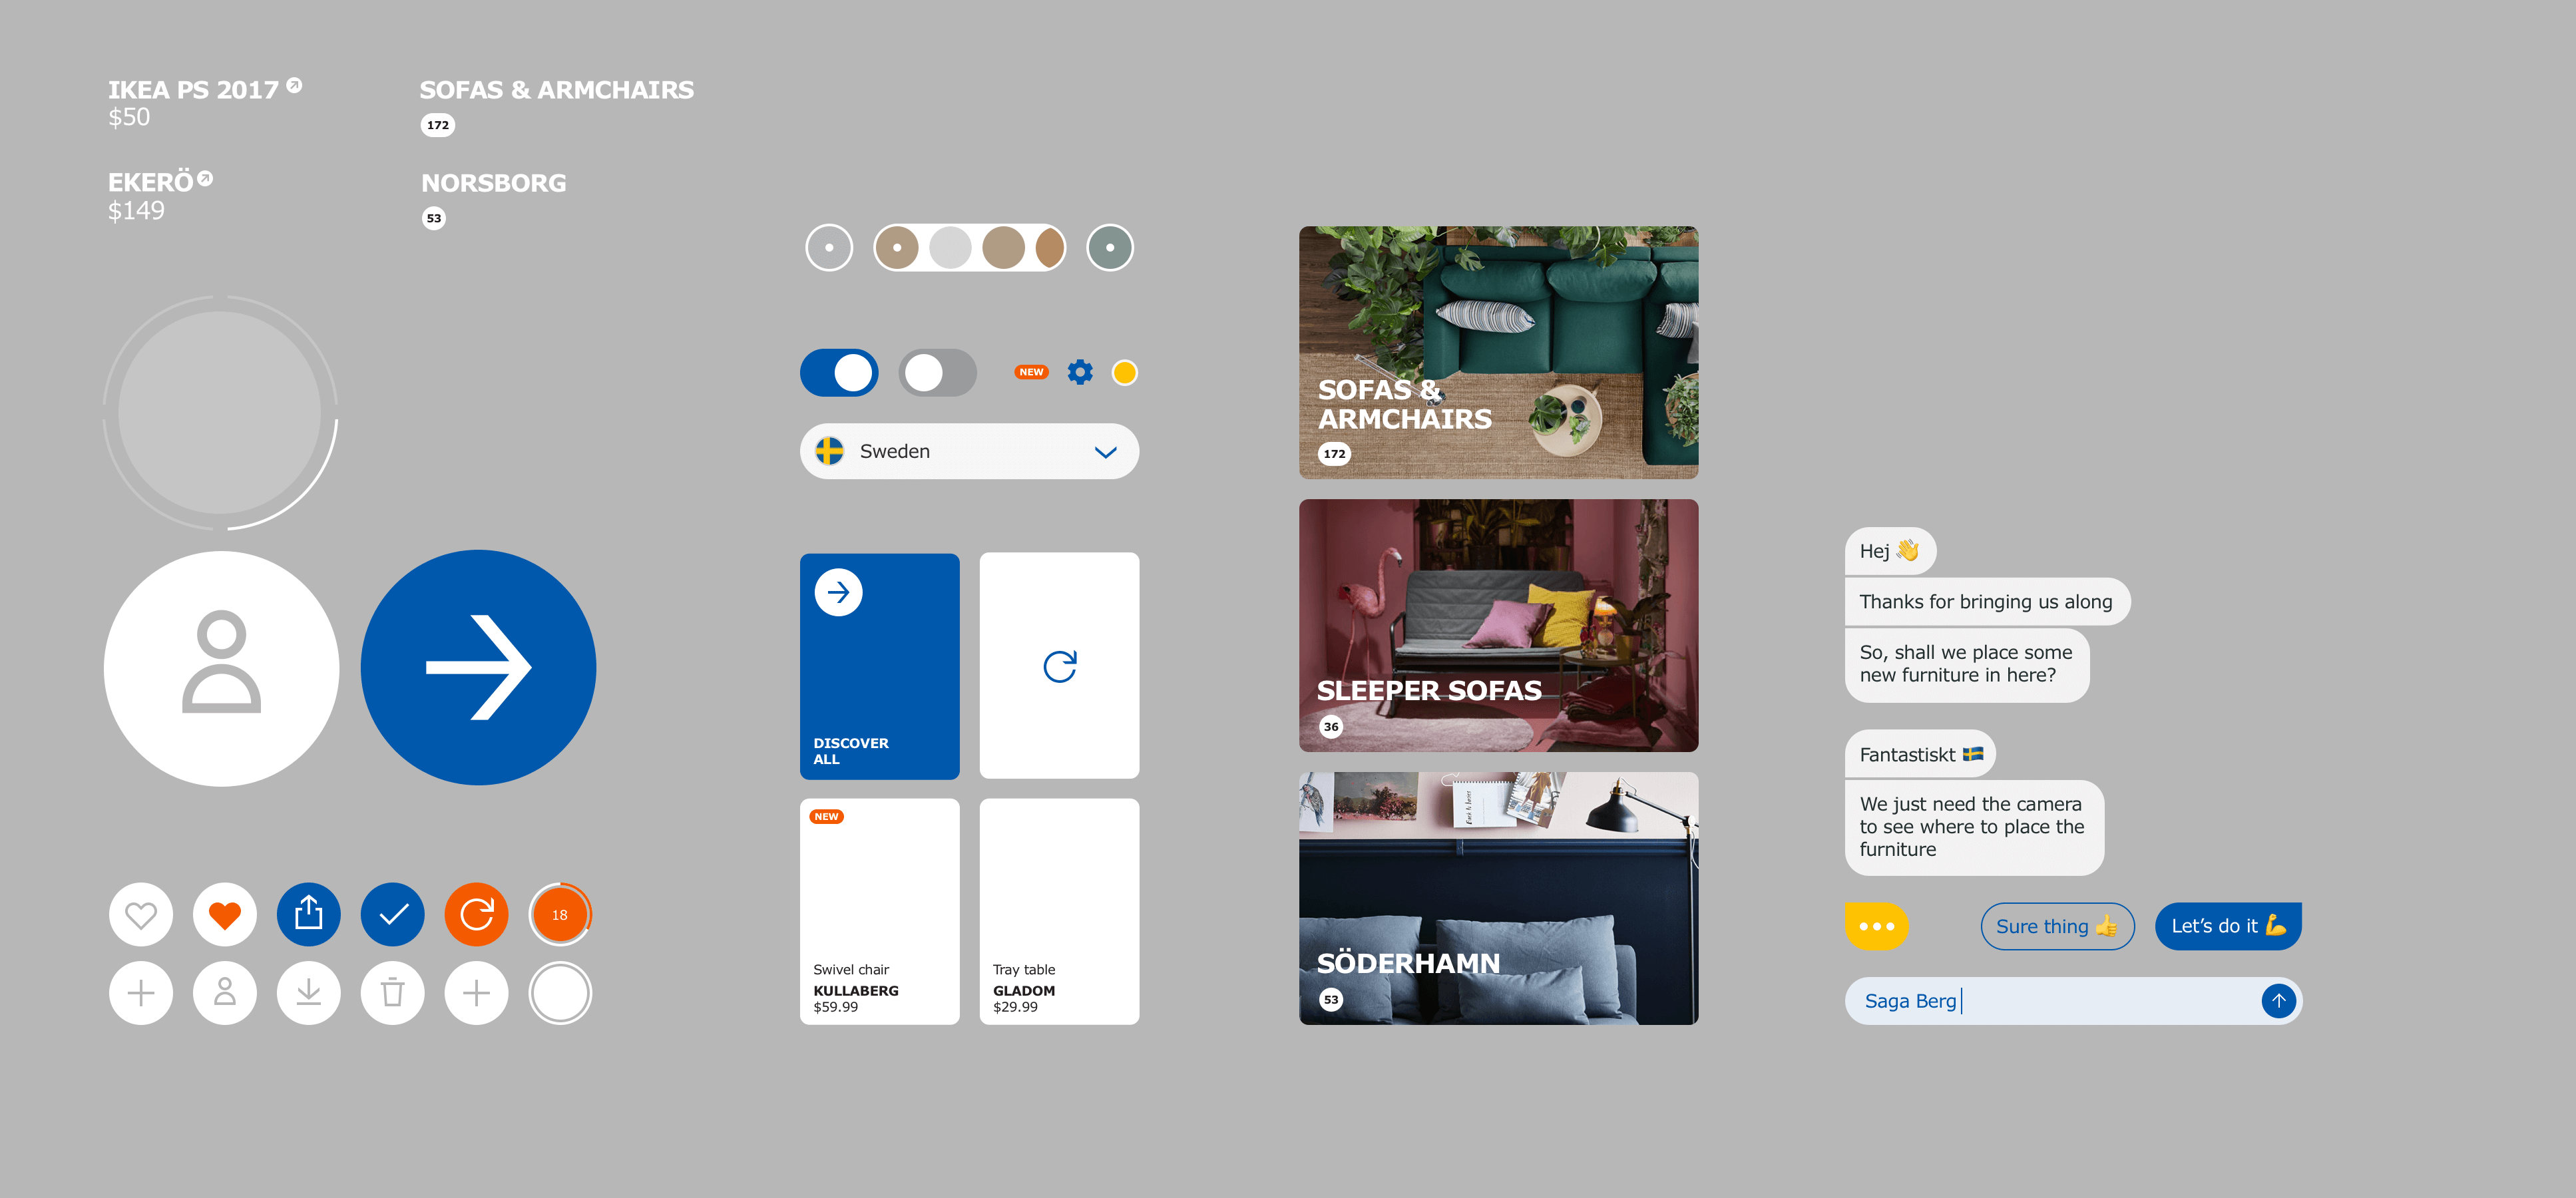 IKEA PS 2017
$50
EKERÖ
$149
SOFAS & ARMCHAIRS
172
NORSBORG
53
18
NEW
Sweden
DISCOVER
ALL
NEW
Swivel chair
KULLABERG
$59.99
Tray table
GLADOM
$29.99
SOFAS &
ARMCHAIRS
172
SLEEPER SOFAS
36
SÖDERHAMN
53
Hej 👋
Thanks for bringing us along
So, shall we place some
new furniture in here?
Fantastiskt 🇸🇪
We just need the camera
to see where to place the
furniture
Sure thing 👍
Let’s do it 💪
Saga Berg